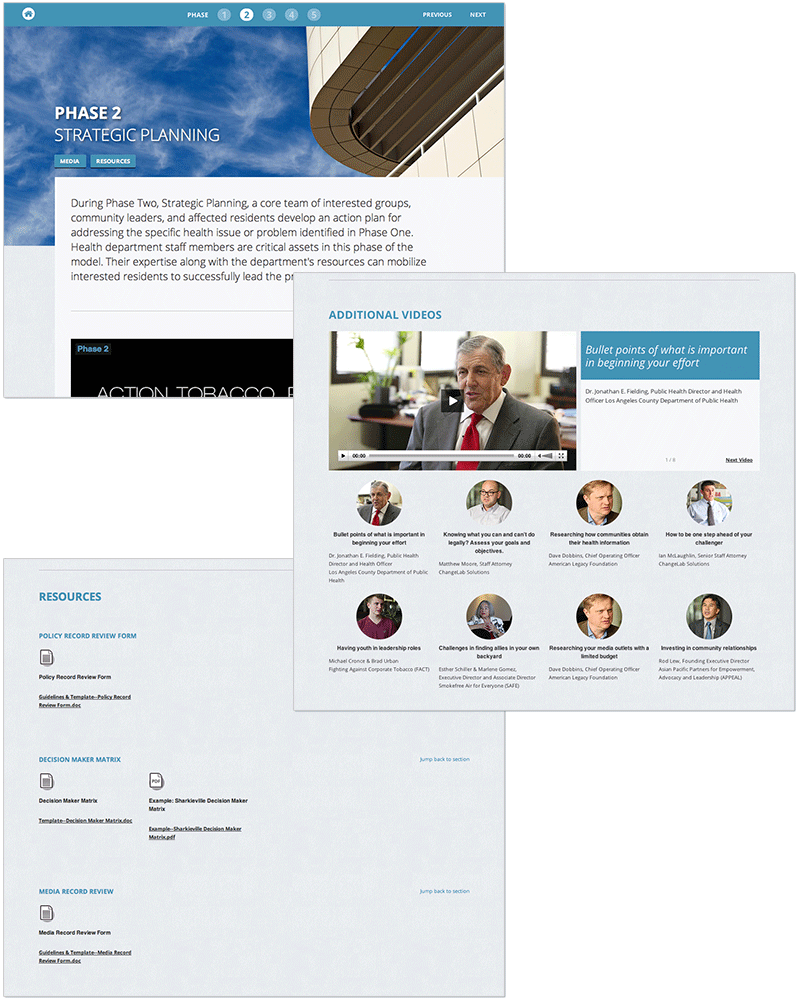 PHASE 1 2 3 4 5 PREVIOUS NEXT
PHASE 2
STRATEGIC PLANNING
MEDIA RESOURCES
During Phase Two, Strategic Planning, a core team of interested groups,
community leaders, and affected residents develop an action plan for
addressing the specific health issue or problem identified in Phase One.
Health department staff members are critical assets in this phase of the
model. Their expertise along with the department's resources can mobilize
interested residents to successfully lead the
Phase 2
ACTION TOBACCO
ADDITIONAL VIDEOS
Bullet points of what is important
in beginning your effort
Dr. Jonathan E. Fielding, Public Health Director and Health
Officer Los Angeles County Department of Public Health
00:00 00:00
1 / 8 Next Video
Bullet points of what is important in
beginning your effort
Dr. Jonathan E. Fielding, Public Health
Director and Health Officer
Los Angeles County Department of Public
Health
Knowing what you can and can't do
legally? Assess your goals and
objectives.
Matthew Moore, Staff Attorney
ChangeLab Solutions
Researching how communities obtain
their health information
Dave Dobbins, Chief Operating Officer
American Legacy Foundation
How to be one step ahead of your
challenger
Ian McLaughlin, Senior Staff Attorney
ChangeLab Solutions
Having youth in leadership roles
Michael Cronce & Brad Urban
Fighting Against Corporate Tobacco (FACT)
Challenges in finding allies in your own
backyard
Esther Schiller & Marlene Gomez,
Executive Director and Associate Director
Smokefree Air for Everyone (SAFE)
Researching your media outlets with a
limited budget
Dave Dobbins, Chief Operating Officer
American Legacy Foundation
Investing in community relationships
Rod Lew, Founding Executive Director
Asian Pacific Partners for Empowerment,
Advocacy and Leadership (APPEAL)
RESOURCES
POLICY RECORD REVIEW FORM
Policy Record Review Form
Guidelines & Template--Policy Record
Review Form.doc
DECISION MAKER MATRIX Jump back to section
PDF
Decision Maker Matrix
Template--Decision Maker Matrix.doc
Example: Sharkieville Decision Maker
Matrix
Example--Sharkieville Decision Maker
Matrix.pdf
MEDIA RECORD REVIEW Jump back to section
Media Record Review Form
Guidelines & Template--Media Record
Review Form.doc